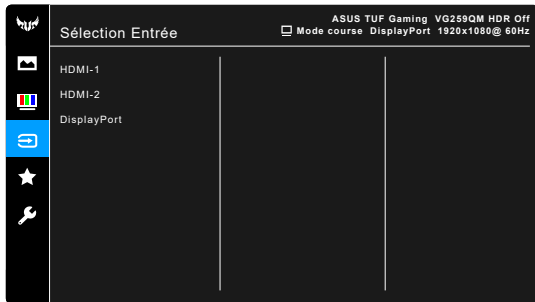 ASUS TUF Gaming VG259QM HDR Off
Sélection Entrée
Mode course DisplayPort 1920x1080@ 60Hz
HDMI-1
HDMI-2
DisplayPort